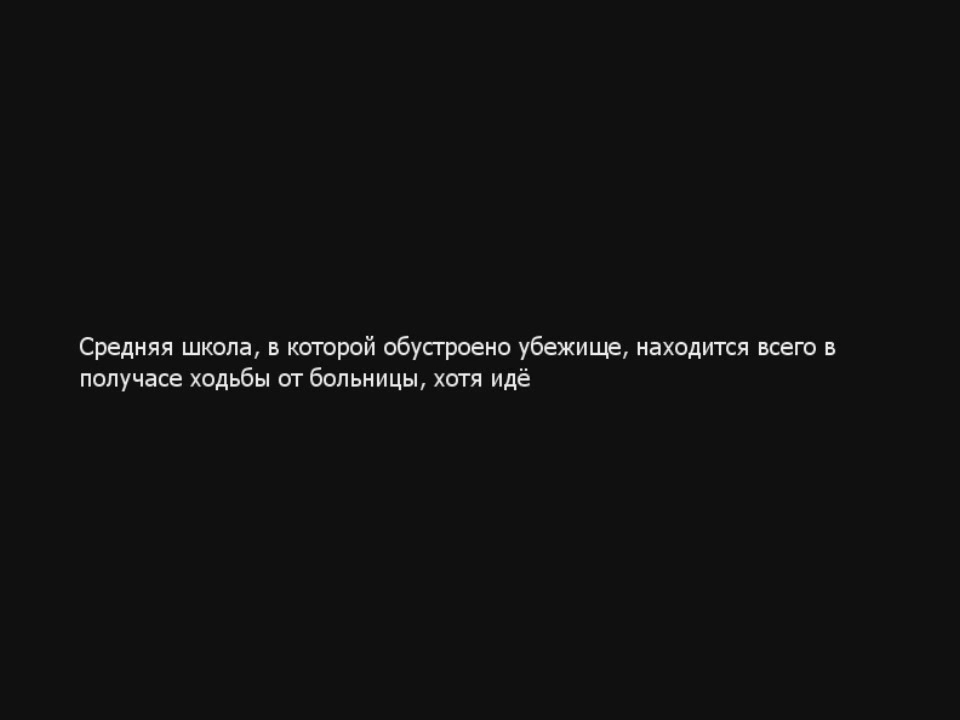 Средняя школа, в которой обустроено убежище, находится всего в
получасе ходьбы от больницы, хотя идё